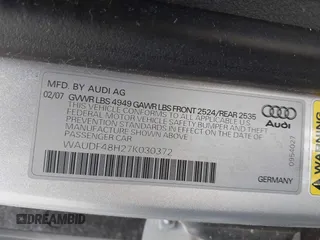 MFD. BY AUDI AG
02/07 GVWR LBS 4949 GAWR LBS FRONT 2524/REAR 2535
THIS VEHICLE CONFORMS TO ALL APPLICABLE U.S.
FEDERAL MOTOR VEHICLE SAFETY BUMPER AND THEFT
PREVENTION STANDARDS IN EFFECT ON THE DATE OF
MANUFACTURE SHOWN ABOVE
PASSENGER CAR
WAUDF48H27K030372
Audi
0954027
GERMANY
DREAMBID